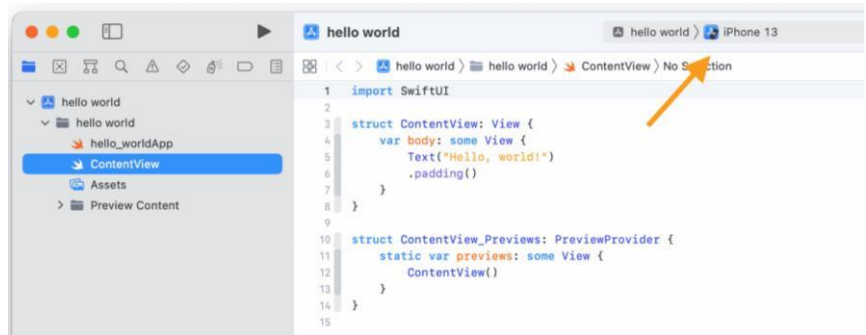 hello world
hello world 〉 iPhone 13
hello world 〉 hello world 〉 ContentView 〉 No Selection
hello world
hello world
hello_worldApp
ContentView
Assets
Preview Content
1 import SwiftUI
2
3 struct ContentView: View {
4 var body: some View {
5 Text("Hello, world!")
6 .padding()
7 }
8 }
9
10 struct ContentView_Previews: PreviewProvider {
11 static var previews: some View {
12 ContentView()
13 }
14 }
15